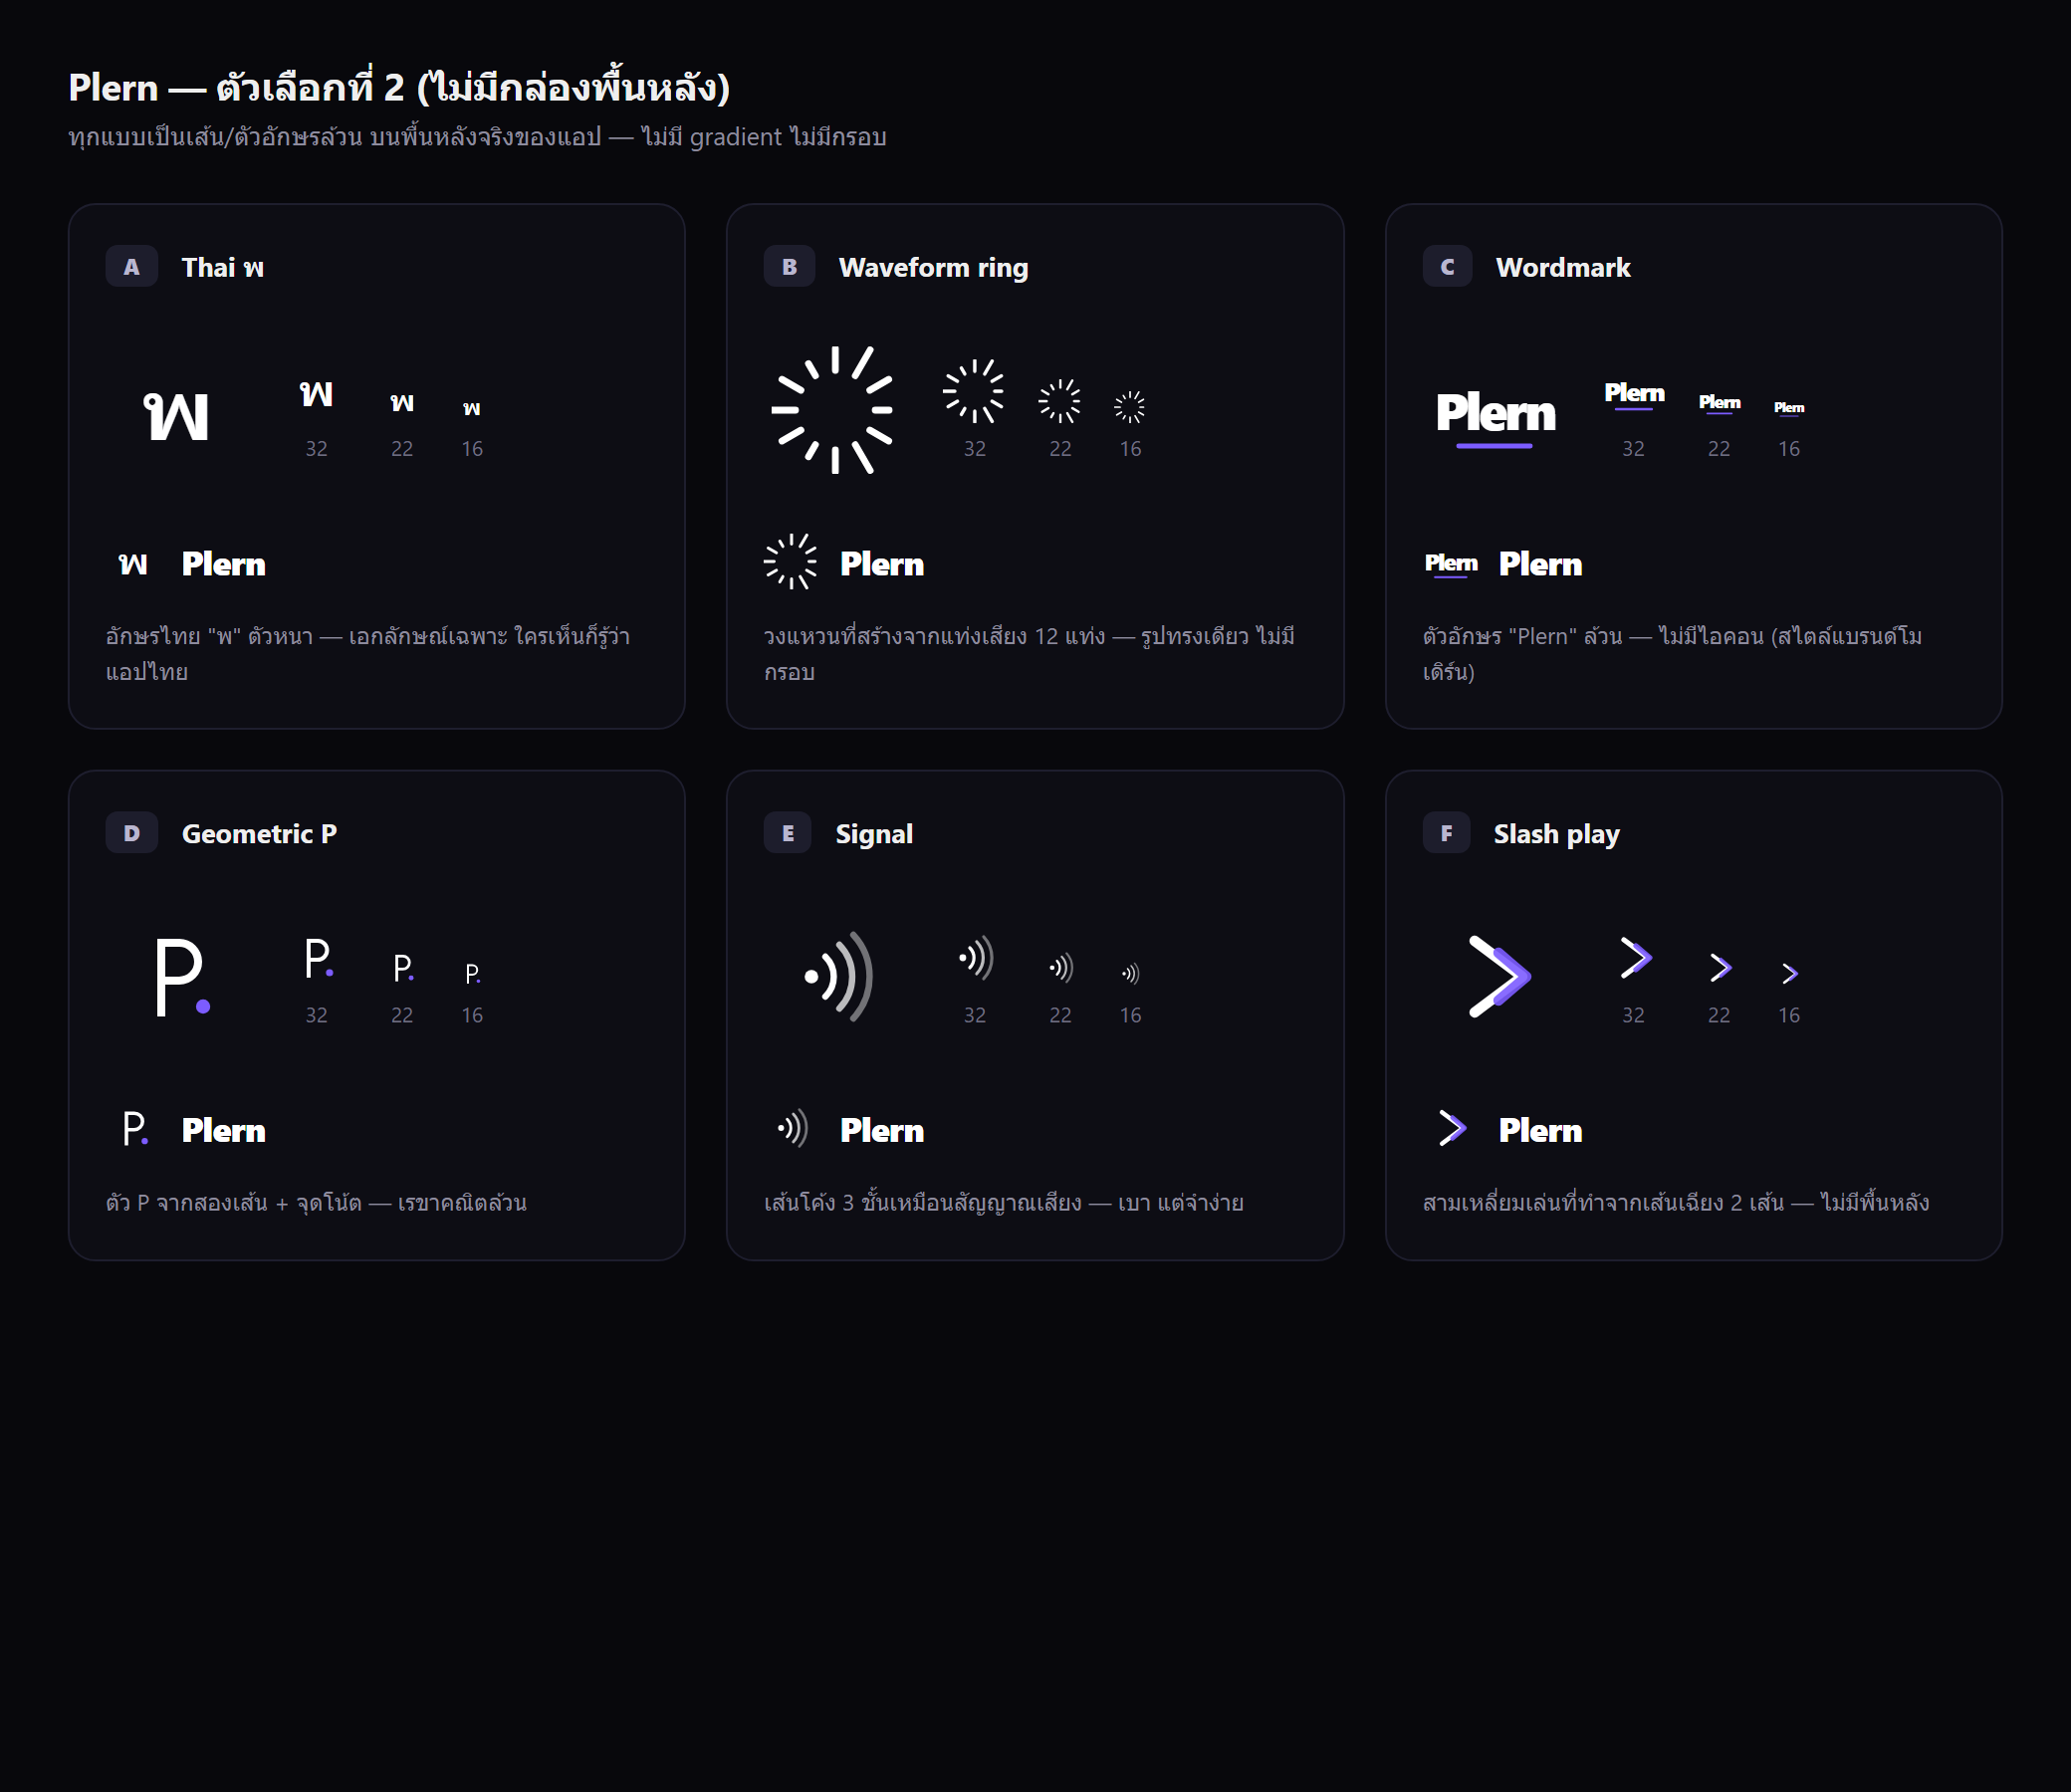 Plern — ตัวเลือกที่ 2 (ไม่มีกล่องพื้นหลัง)
ทุกแบบเป็นเส้น/ตัวอักษรล้วน บนพื้นหลังจริงของแอป — ไม่มี gradient ไม่มีกรอบ
A Thai พ
พ พ พ พ
32 22 16
พ Plern
อักษรไทย "พ" ตัวหนา — เอกลักษณ์เฉพาะ ใครเห็นก็รู้ว่า
แอปไทย
B Waveform ring
32 22 16
Plern
วงแหวนที่สร้างจากแท่งเสียง 12 แท่ง — รูปทรงเดียว ไม่มี
กรอบ
C Wordmark
Plern Plern Plern Plern
32 22 16
Plern Plern
ตัวอักษร "Plern" ล้วน — ไม่มีไอคอน (สไตล์แบรนด์โม
เดิร์น)
D Geometric P
P. P. P. P.
32 22 16
P. Plern
ตัว P จากสองเส้น + จุดโน้ต — เรขาคณิตล้วน
E Signal
32 22 16
Plern
เส้นโค้ง 3 ชั้นเหมือนสัญญาณเสียง — เบา แต่จำง่าย
F Slash play
32 22 16
Plern
สามเหลี่ยมเล่นที่ทำจากเส้นเฉียง 2 เส้น — ไม่มีพื้นหลัง